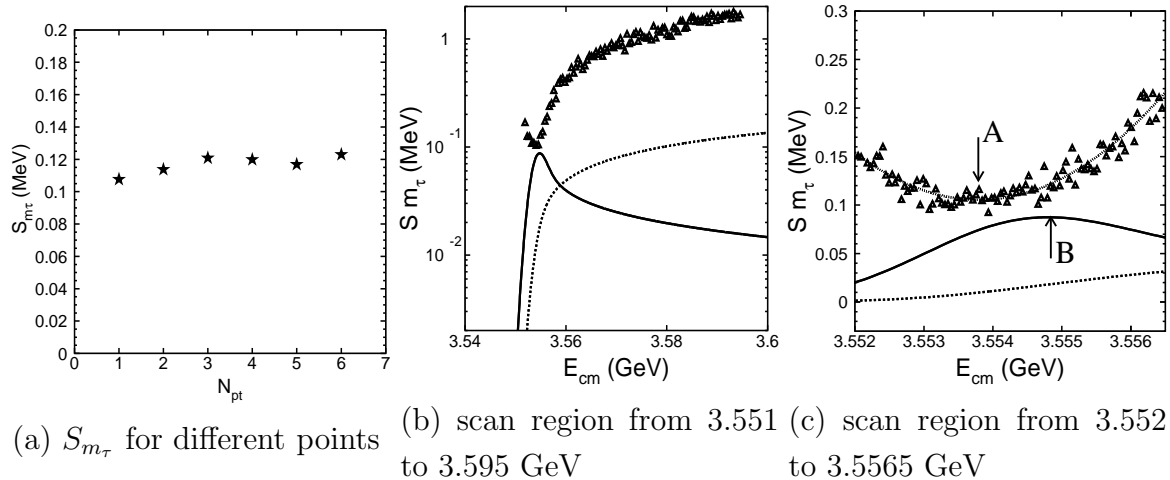 0.2
0.18
0.16
0.14
0.12
0.1
0.08
0.06
0.04
0.02
0
S_{mτ} (MeV)
0 1 2 3 4 5 6 7
N_{pt}
1
10^{-1}
10^{-2}
S m_τ (MeV)
3.54 3.56 3.58 3.6
E_{cm} (GeV)
0.3
0.25
0.2
0.15
0.1
0.05
0
S m_τ (MeV)
A
B
3.552 3.553 3.554 3.555 3.556
E_{cm} (GeV)
(a) S_{m_τ} for different points
(b) scan region from 3.551
to 3.595 GeV
(c) scan region from 3.552
to 3.5565 GeV